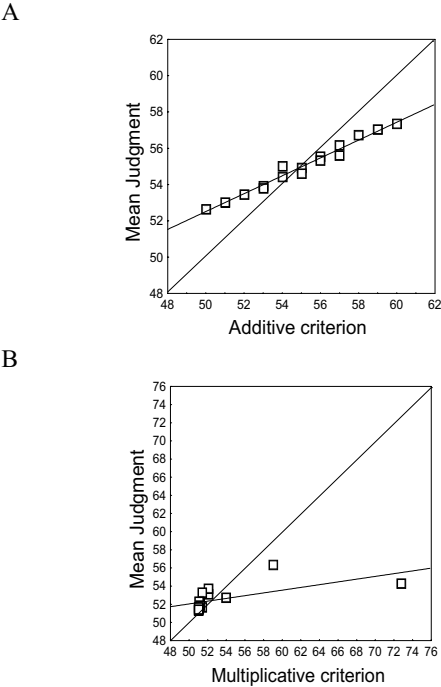 A
62
60
58
56
54
52
50
48
Mean Judgment
48 50 52 54 56 58 60 62
Additive criterion
B
76
74
72
70
68
66
64
62
60
58
56
54
52
50
48
Mean Judgment
48 50 52 54 56 58 60 62 64 66 68 70 72 74 76
Multiplicative criterion